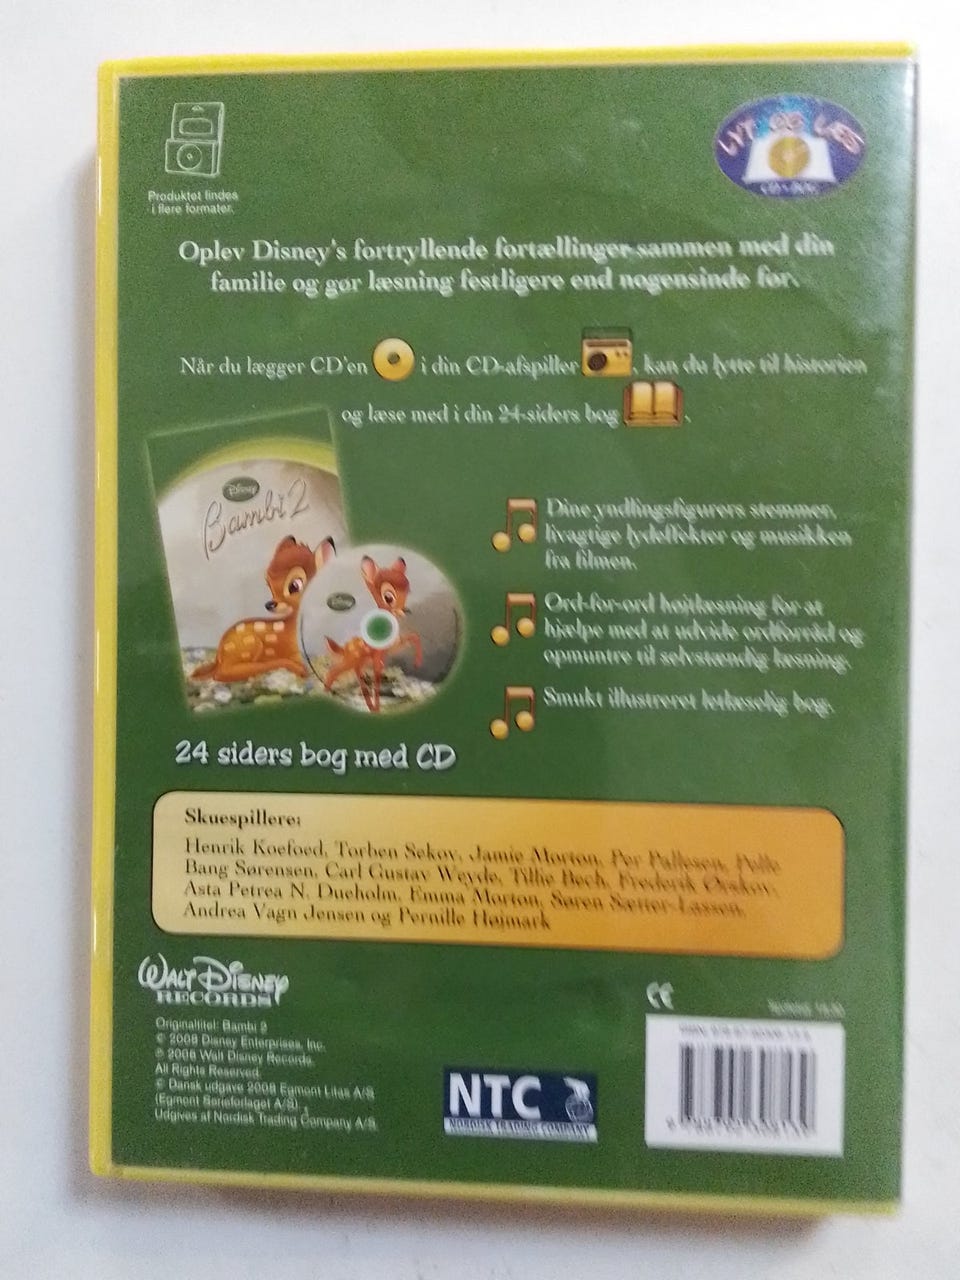 Produktet findes
i flere formater.
LYT OG LÆS
CD+BOG
Oplev Disney's fortryllende fortællinger sammen med din
familie og gør læsning festligere end nogensinde før.
Når du lægger CD'en i din CD-afspiller , kan du lytte til historien
og læse med i din 24-siders bog .
Disney
Bambi 2
Disney
24 siders bog med CD
Dine yndlingsfigurers stemmer,
livagtige lydeffekter og musikken
fra filmen.
Ord-for-ord højtlæsning for at
hjælpe med at udvide ordforråd og
opmuntre til selvstændig læsning.
Smukt illustreret letlæselig bog.
Skuespillere:
Henrik Koefoed, Torben Sekov, Jamie Morton, Per Pallesen, Pelle
Bang Sørensen, Carl Gustav Weyde, Tillie Bech, Frederik Ørskov,
Asta Petrea N. Dueholm, Emma Morton, Søren Sætter-Lassen,
Andrea Vagn Jensen og Pernille Højmark
WALT DISNEY
RECORDS
Originaltitel: Bambi 2
© 2008 Disney Enterprises, Inc.
℗ 2008 Walt Disney Records.
All Rights Reserved.
© Dansk udgave 2008 Egmont Litas A/S
(Egmont Serieforlaget A/S)
Udgives af Nordisk Trading Company A/S.
NTC
NORDISK TRADING COMPANY
CE